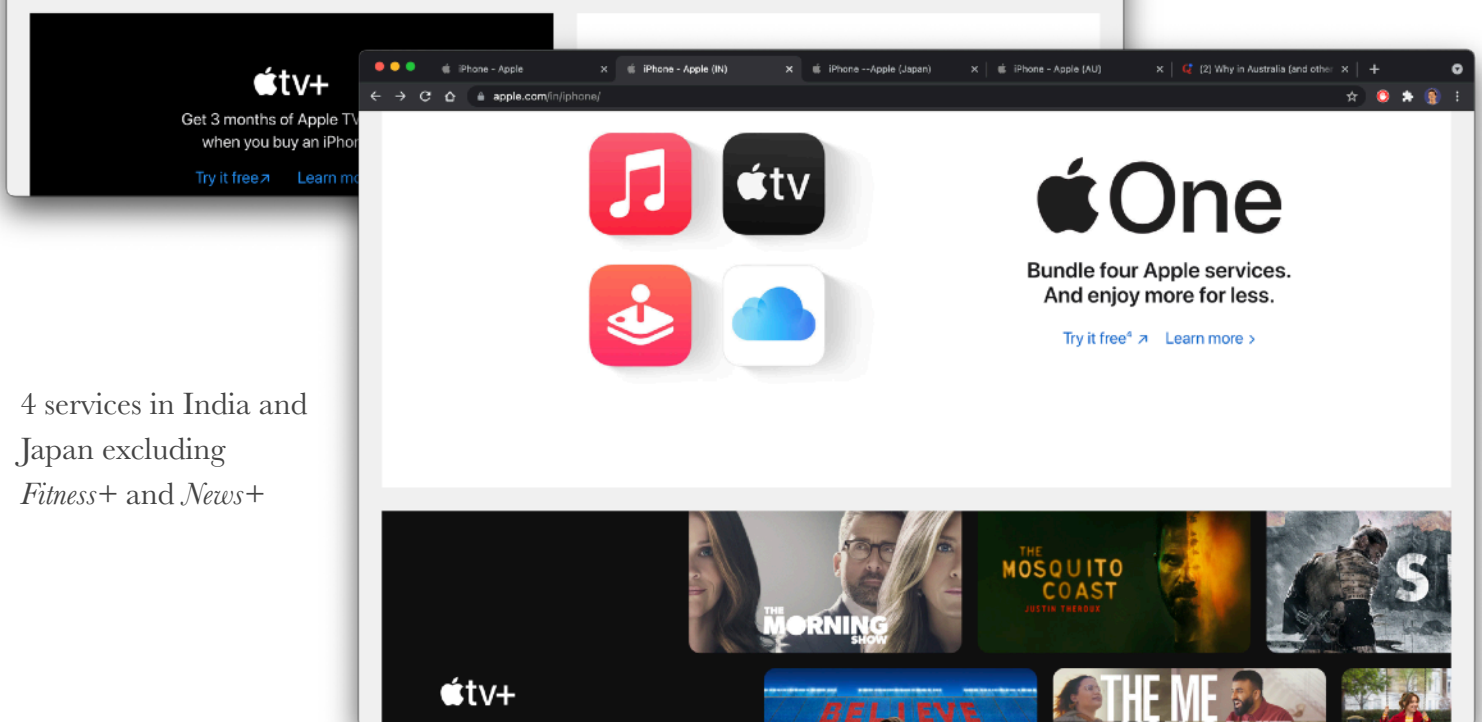 tv+
Get 3 months of Apple TV
when you buy an iPhon
Try it free↗ Learn mo
iPhone - Apple
iPhone - Apple (IN)
iPhone --Apple (Japan)
iPhone - Apple (AU)
(2) Why in Australia (and other
apple.com/in/iphone/
tv
One
Bundle four Apple services.
And enjoy more for less.
Try it free⁴ ↗ Learn more >
4 services in India and
Japan excluding
Fitness+ and News+
THE
MORNING
SHOW
THE
MOSQUITO
COAST
JUSTIN THEROUX
S
tv+
BELIEVE
THE ME